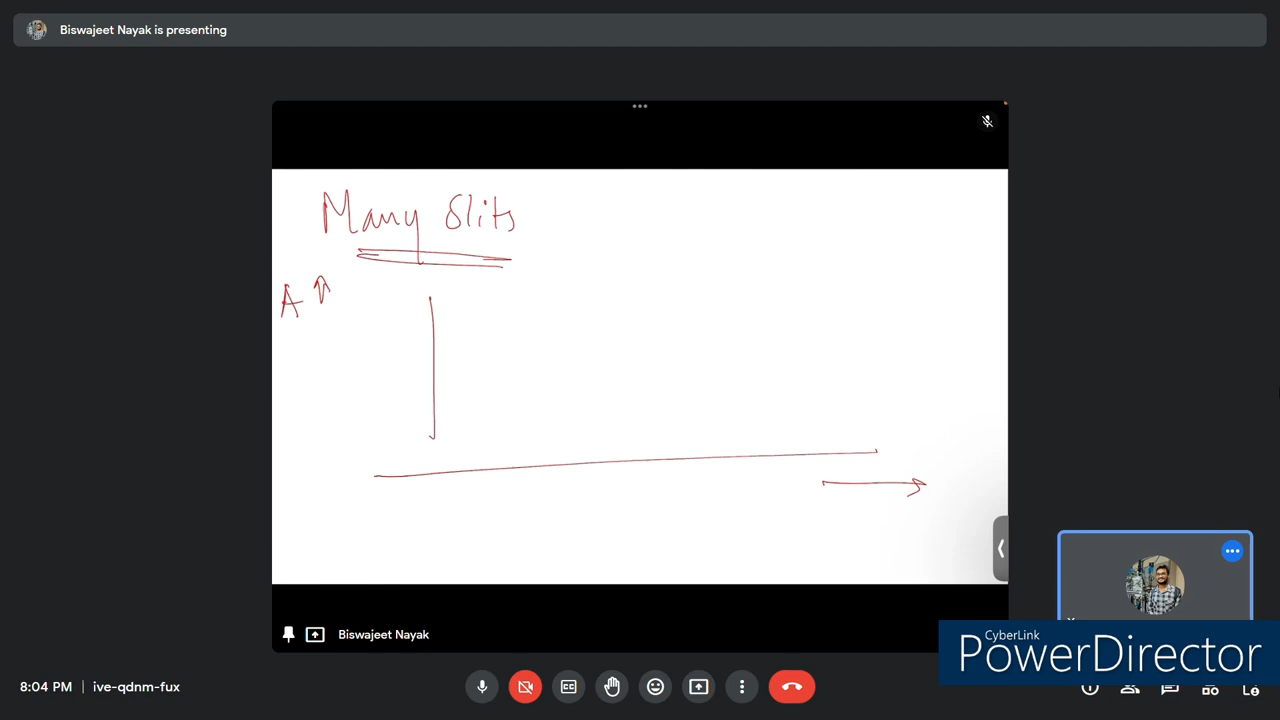 Biswajeet Nayak is presenting
Many Slits
A ↑
Biswajeet Nayak
CyberLink
PowerDirector
8:04 PM | ive-qdnm-fux